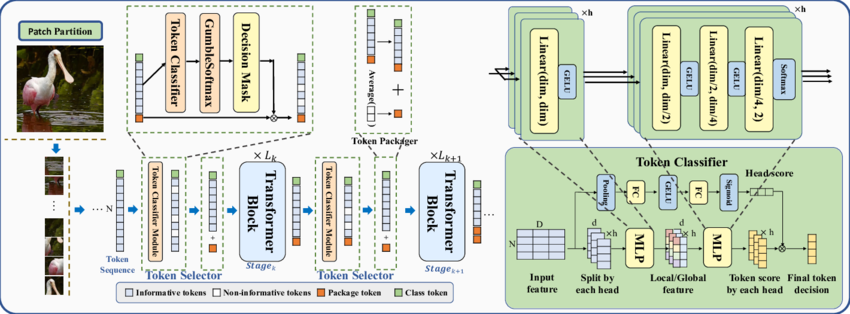 Patch Partition
Token Classifier
GumbleSoftmax
Decision Mask
Average( )
Token Packager
... N
Token Sequence
Token Classifier Module
× Lk
Transformer Block
Stagek
Token Selector
Token Classifier Module
×Lk+1
Transformer Block
Stagek+1
Token Selector
Informative tokens
Non-informative tokens
Package token
Class token
×h
Linear(dim, dim)
GELU
×h
Linear(dim, dim/2)
GELU
Linear(dim/2, dim/4)
GELU
Linear(dim/4, 2)
Softmax
Token Classifier
Pooling
FC
GELU
FC
Sigmoid
Head score
D
N
d
×h
MLP
d
×h
MLP
×h
Input feature
Split by each head
Local/Global feature
Token score by each head
Final token decision